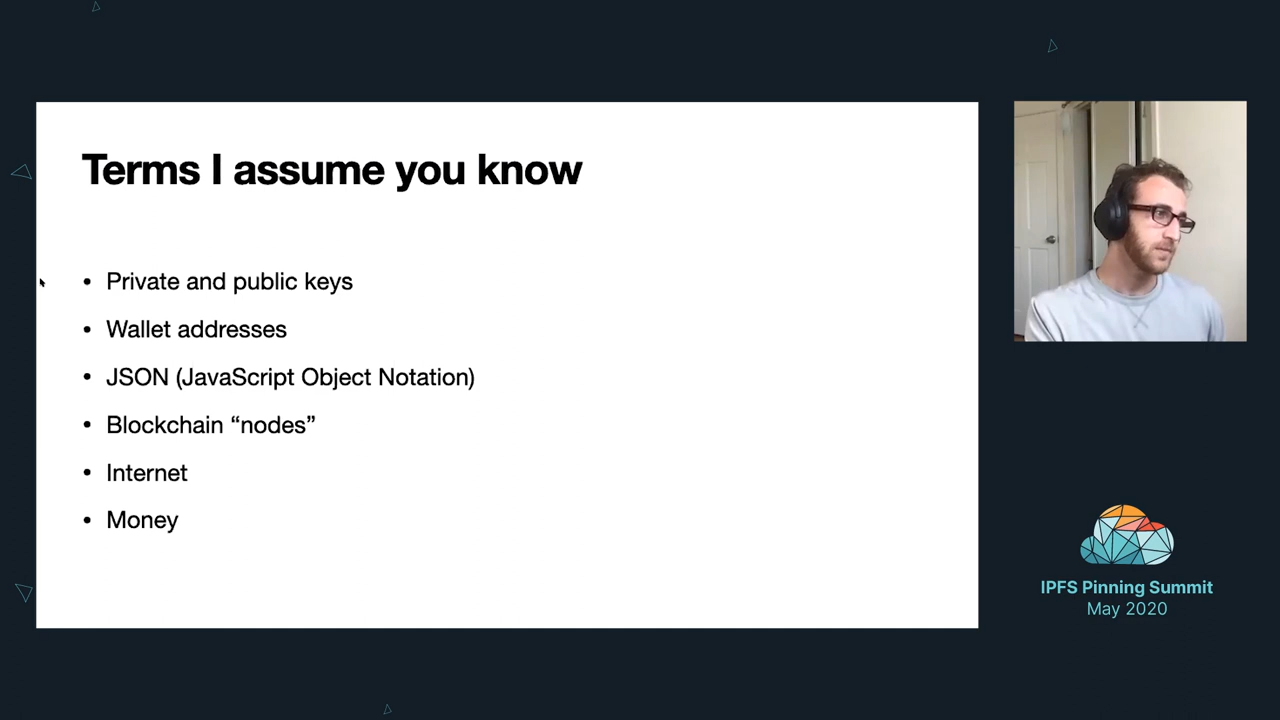 Terms I assume you know
• Private and public keys
• Wallet addresses
• JSON (JavaScript Object Notation)
• Blockchain “nodes”
• Internet
• Money
IPFS Pinning Summit
May 2020